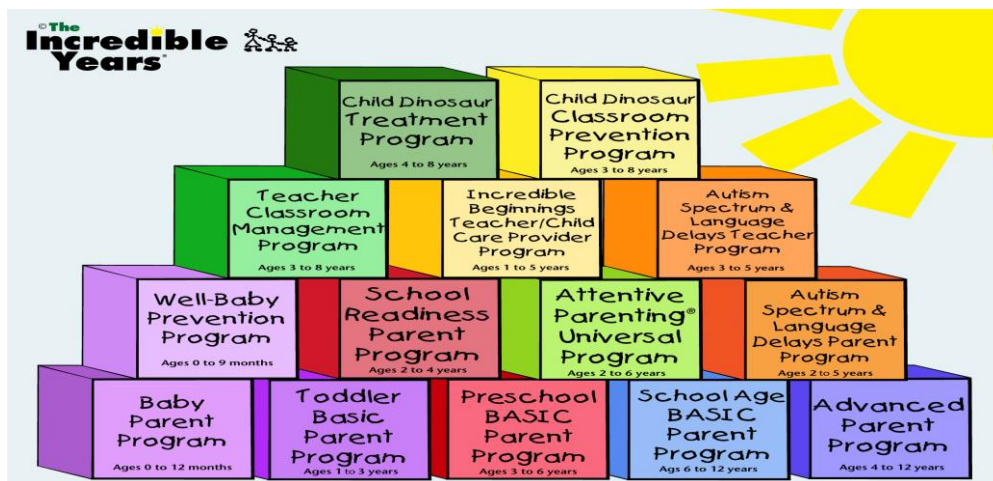 ©The
Incredible
Years®
Child Dinosaur
Treatment
Program
Ages 4 to 8 years
Child Dinosaur
Classroom
Prevention
Program
Ages 3 to 8 years
Teacher
Classroom
Management
Program
Ages 3 to 8 years
Incredible
Beginnings
Teacher/Child
Care Provider
Program
Ages 1 to 5 years
Autism
Spectrum &
Language
Delays Teacher
Program
Ages 3 to 5 years
Well-Baby
Prevention
Program
Ages 0 to 9 months
School
Readiness
Parent
Program
Ages 2 to 4 years
Attentive
Parenting®
Universal
Program
Ages 2 to 6 years
Autism
Spectrum &
Language
Delays Parent
Program
Ages 2 to 5 years
Baby
Parent
Program
Ages 0 to 12 months
Toddler
Basic
Parent
Program
Ages 1 to 3 years
Preschool
BASIC
Parent
Program
Ages 3 to 6 years
School Age
BASIC
Parent
Program
Ags 6 to 12 years
Advanced
Parent
Program
Ages 4 to 12 years